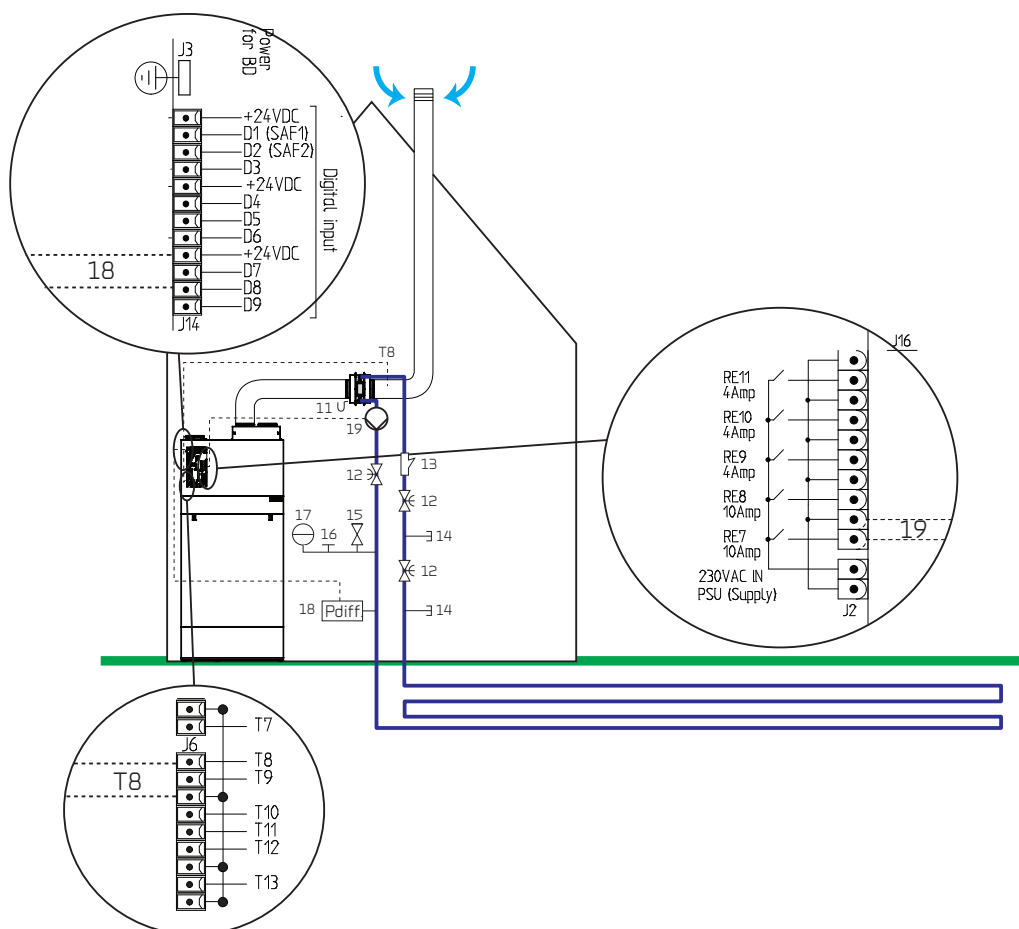 Power
for BD
J3
+24VDC
D1 (SAF1)
D2 (SAF2)
D3
+24VDC
D4
D5
D6
+24VDC
D7
D8
D9
Digital input
18
J14
T8
11
19
12
13
12
17
16
15
14
12
18
Pdiff
14
J16
RE11
4Amp
RE10
4Amp
RE9
4Amp
RE8
10Amp
RE7
10Amp
19
230VAC IN
PSU (Supply)
J2
T7
J6
T8
T9
T8
T10
T11
T12
T13